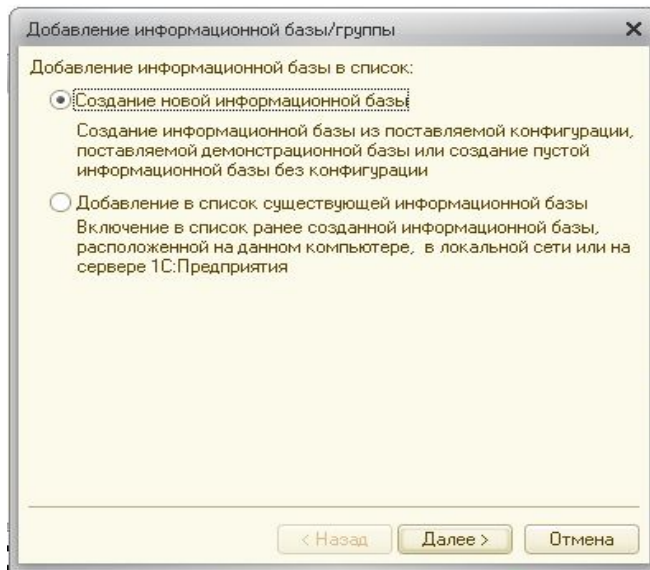 Добавление информационной базы/группы
Добавление информационной базы в список:
Создание новой информационной базы
Создание информационной базы из поставляемой конфигурации,
поставляемой демонстрационной базы или создание пустой
информационной базы без конфигурации
Добавление в список существующей информационной базы
Включение в список ранее созданной информационной базы,
расположенной на данном компьютере, в локальной сети или на
сервере 1С:Предприятия
< Назад Далее > Отмена